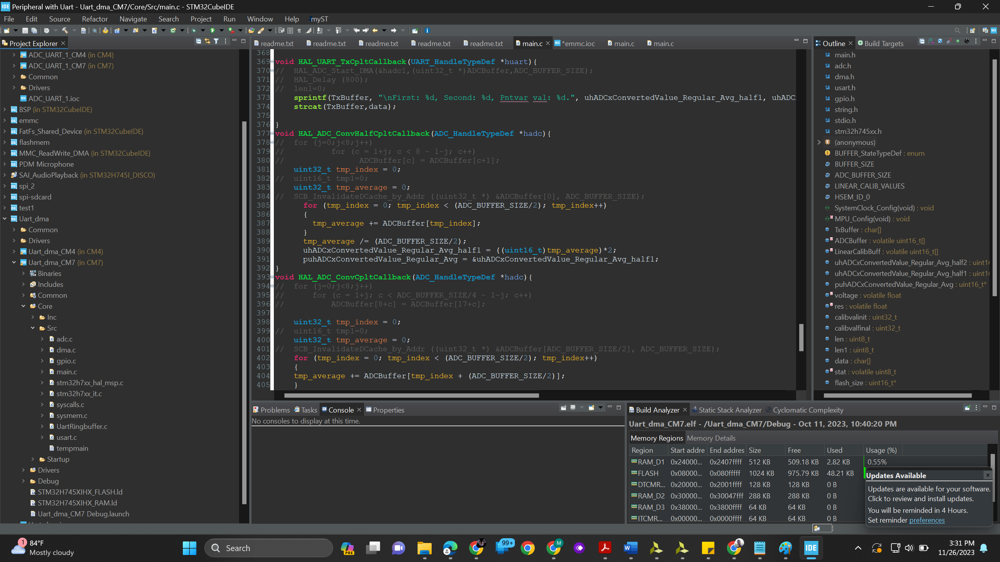 Peripheral with Uart - Uart_dma_CM7/Core/Src/main.c - STM32CubeIDE
File Edit Source Refactor Navigate Search Project Run Window Help myST
Project Explorer
ADC_UART_1_CM4 (in CM4)
ADC_UART_1_CM7 (in CM7)
Common
Drivers
ADC_UART_1.ioc
BSP (in STM32CubeIDE)
emmc
FatFs_Shared_Device (in STM32CubeIDE)
flashmem
MMC_ReadWrite_DMA (in STM32CubeIDE)
PDM Microphone
SAI_AudioPlayback (in STM32H745I_DISCO)
spi_2
spi-sdcard
test1
Uart_dma
Common
Drivers
Uart_dma_CM4 (in CM4)
Uart_dma_CM7 (in CM7)
Binaries
Includes
Common
Core
Inc
Src
adc.c
dma.c
gpio.c
main.c
stm32h7xx_hal_msp.c
stm32h7xx_it.c
syscalls.c
sysmem.c
UartRingbuffer.c
usart.c
tempmain
Startup
Drivers
Debug
STM32H745XIHX_FLASH.ld
STM32H745XIHX_RAM.ld
Uart_dma_CM7 Debug.launch
readme.txt readme.txt readme.txt readme.txt readme.txt main.c *emmc.ioc main.c main.c
368
369 void HAL_UART_TxCpltCallback(UART_HandleTypeDef *huart){
370 // HAL_ADC_Start_DMA(&hadc1,(uint32_t *)ADCBuffer,ADC_BUFFER_SIZE);
371 // HAL_Delay (800);
372 // len1=0;
373 sprintf(TxBuffer, "\nFirst: %d, Second: %d, Pntvar val: %d.", uhADCxConvertedValue_Regular_Avg_half1, uhADC
374 strcat(TxBuffer,data);
375
376 }
377 void HAL_ADC_ConvHalfCpltCallback(ADC_HandleTypeDef *hadc){
378 // for (j=0;j<8;j++)
379 // for (c = 1+j; c < 8 - 1-j; c++)
380 // ADCBuffer[c] = ADCBuffer[c+1];
381 uint32_t tmp_index = 0;
382 // uint16_t tmp1=0;
383 uint32_t tmp_average = 0;
384 // SCB_InvalidateDCache_by_Addr ((uint32_t *) &ADCBuffer[0], ADC_BUFFER_SIZE);
385 for (tmp_index = 0; tmp_index < (ADC_BUFFER_SIZE/2); tmp_index++)
386 {
387 tmp_average += ADCBuffer[tmp_index];
388 }
389 tmp_average /= (ADC_BUFFER_SIZE/2);
390 uhADCxConvertedValue_Regular_Avg_half1 = ((uint16_t)tmp_average)*2;
391 puhADCxConvertedValue_Regular_Avg = &uhADCxConvertedValue_Regular_Avg_half1;
392 }
393 void HAL_ADC_ConvCpltCallback(ADC_HandleTypeDef *hadc){
394 // for (j=0;j<8;j++)
395 // for (c = 1+j; c < ADC_BUFFER_SIZE/4 - 1-j; c++)
396 // ADCBuffer[8+c] = ADCBuffer[17+c];
397
398 uint32_t tmp_index = 0;
399 // uint16_t tmp1=0;
400 uint32_t tmp_average = 0;
401 // SCB_InvalidateDCache_by_Addr ((uint32_t *) &ADCBuffer[ADC_BUFFER_SIZE/2], ADC_BUFFER_SIZE);
402 for (tmp_index = 0; tmp_index < (ADC_BUFFER_SIZE/2); tmp_index++)
403 {
404 tmp_average += ADCBuffer[tmp_index + (ADC_BUFFER_SIZE/2)];
405 }
Outline Build Targets
main.h
adc.h
dma.h
usart.h
gpio.h
string.h
stdio.h
stm32h745xx.h
(anonymous)
BUFFER_StateTypeDef : enum
BUFFER_SIZE
ADC_BUFFER_SIZE
LINEAR_CALIB_VALUES
HSEM_ID_0
SystemClock_Config(void) : void
MPU_Config(void) : void
TxBuffer : char[]
ADCBuffer : volatile uint16_t[]
LinearCalibBuff : volatile uint16_t[]
uhADCxConvertedValue_Regular_Avg_half2 : uint1
uhADCxConvertedValue_Regular_Avg_half1 : uint1
puhADCxConvertedValue_Regular_Avg : uint16_t*
voltage : volatile float
res : volatile float
calibvalinit : uint32_t
calibvalfinal : uint32_t
len : uint8_t
len1 : uint8_t
data : char[]
stat : volatile uint8_t
flash_size : uint16_t*
Problems Tasks Console Properties
No consoles to display at this time.
Build Analyzer Static Stack Analyzer Cyclomatic Complexity
Uart_dma_CM7.elf - /Uart_dma_CM7/Debug - Oct 11, 2023, 10:40:20 PM
Memory Regions Memory Details
Region Start addre End addres Size Free Used Usage (%)
RAM_D1 0x24000... 0x2407ffff 512 KB 509.18 KB 2.82 KB 0.55%
FLASH 0x08000... 0x080fffff 1024 KB 975.79 KB 48.21 KB
DTCMR... 0x20000... 0x2001ffff 128 KB 128 KB 0 B
RAM_D2 0x30000... 0x30047fff 288 KB 288 KB 0 B
RAM_D3 0x38000... 0x3800ffff 64 KB 64 KB 0 B
ITCMR... 0x00000... 0x0000ffff 64 KB 64 KB 0 B
Updates Available
Updates are available for your software.
Click to review and install updates.
You will be reminded in 4 Hours.
Set reminder preferences
1
84°F
Mostly cloudy
Search
PRE
99+
M
IDE
3:31 PM
11/26/2023